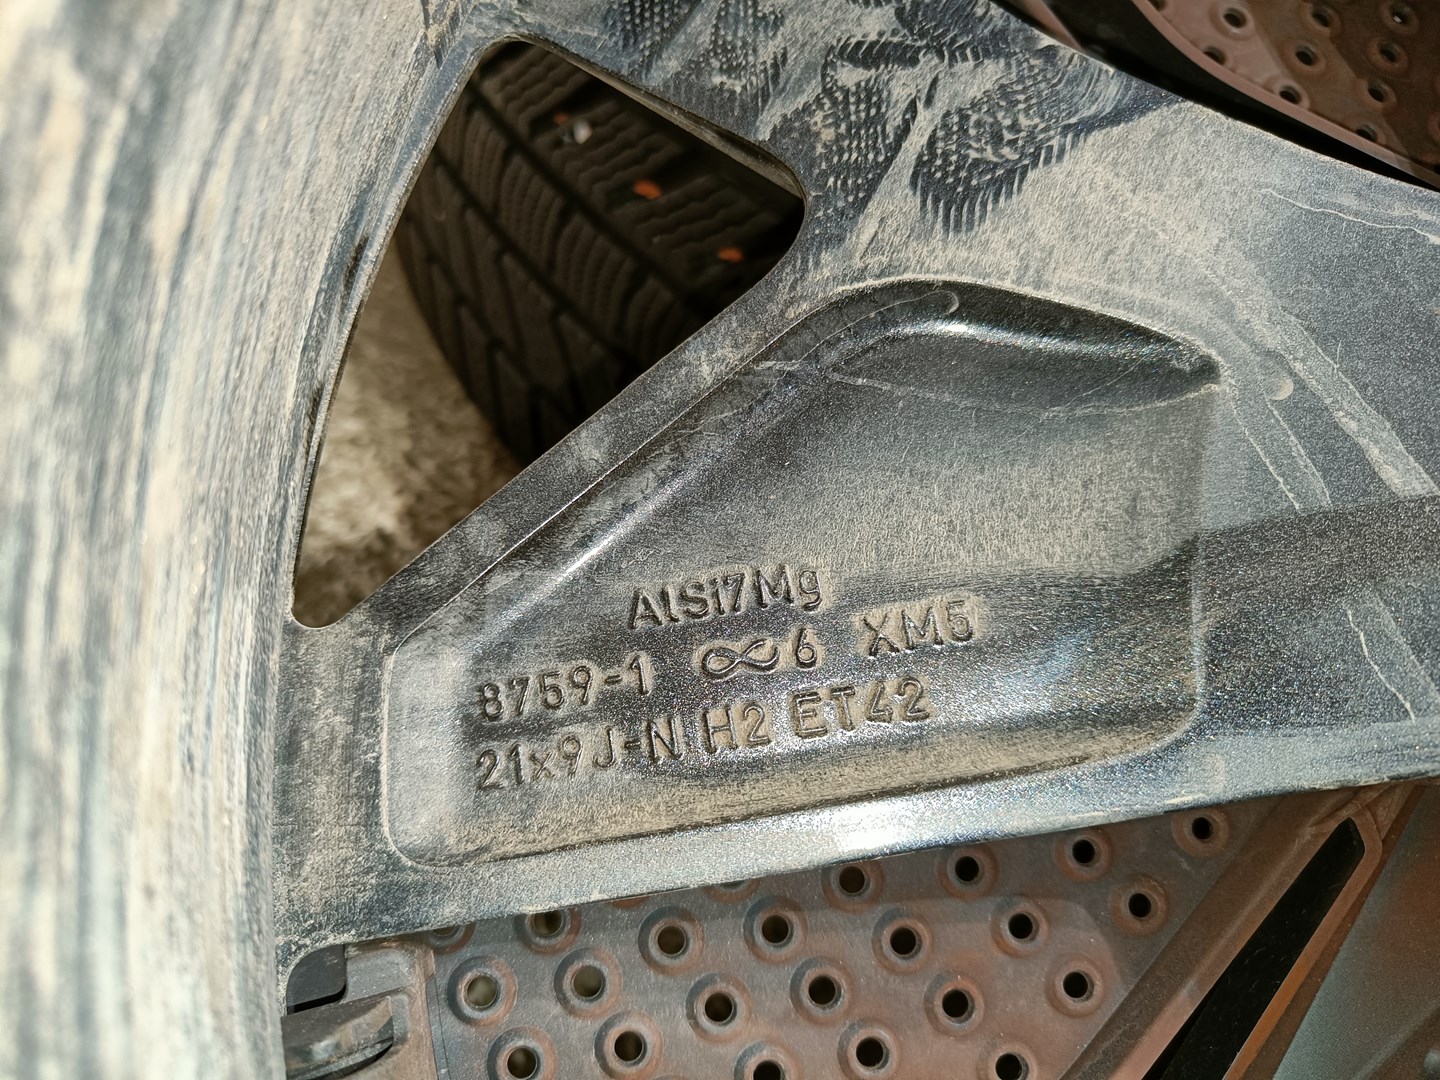 AlSi7Mg
8759-1 ∞6 XM5
21x9J-N H2 ET42